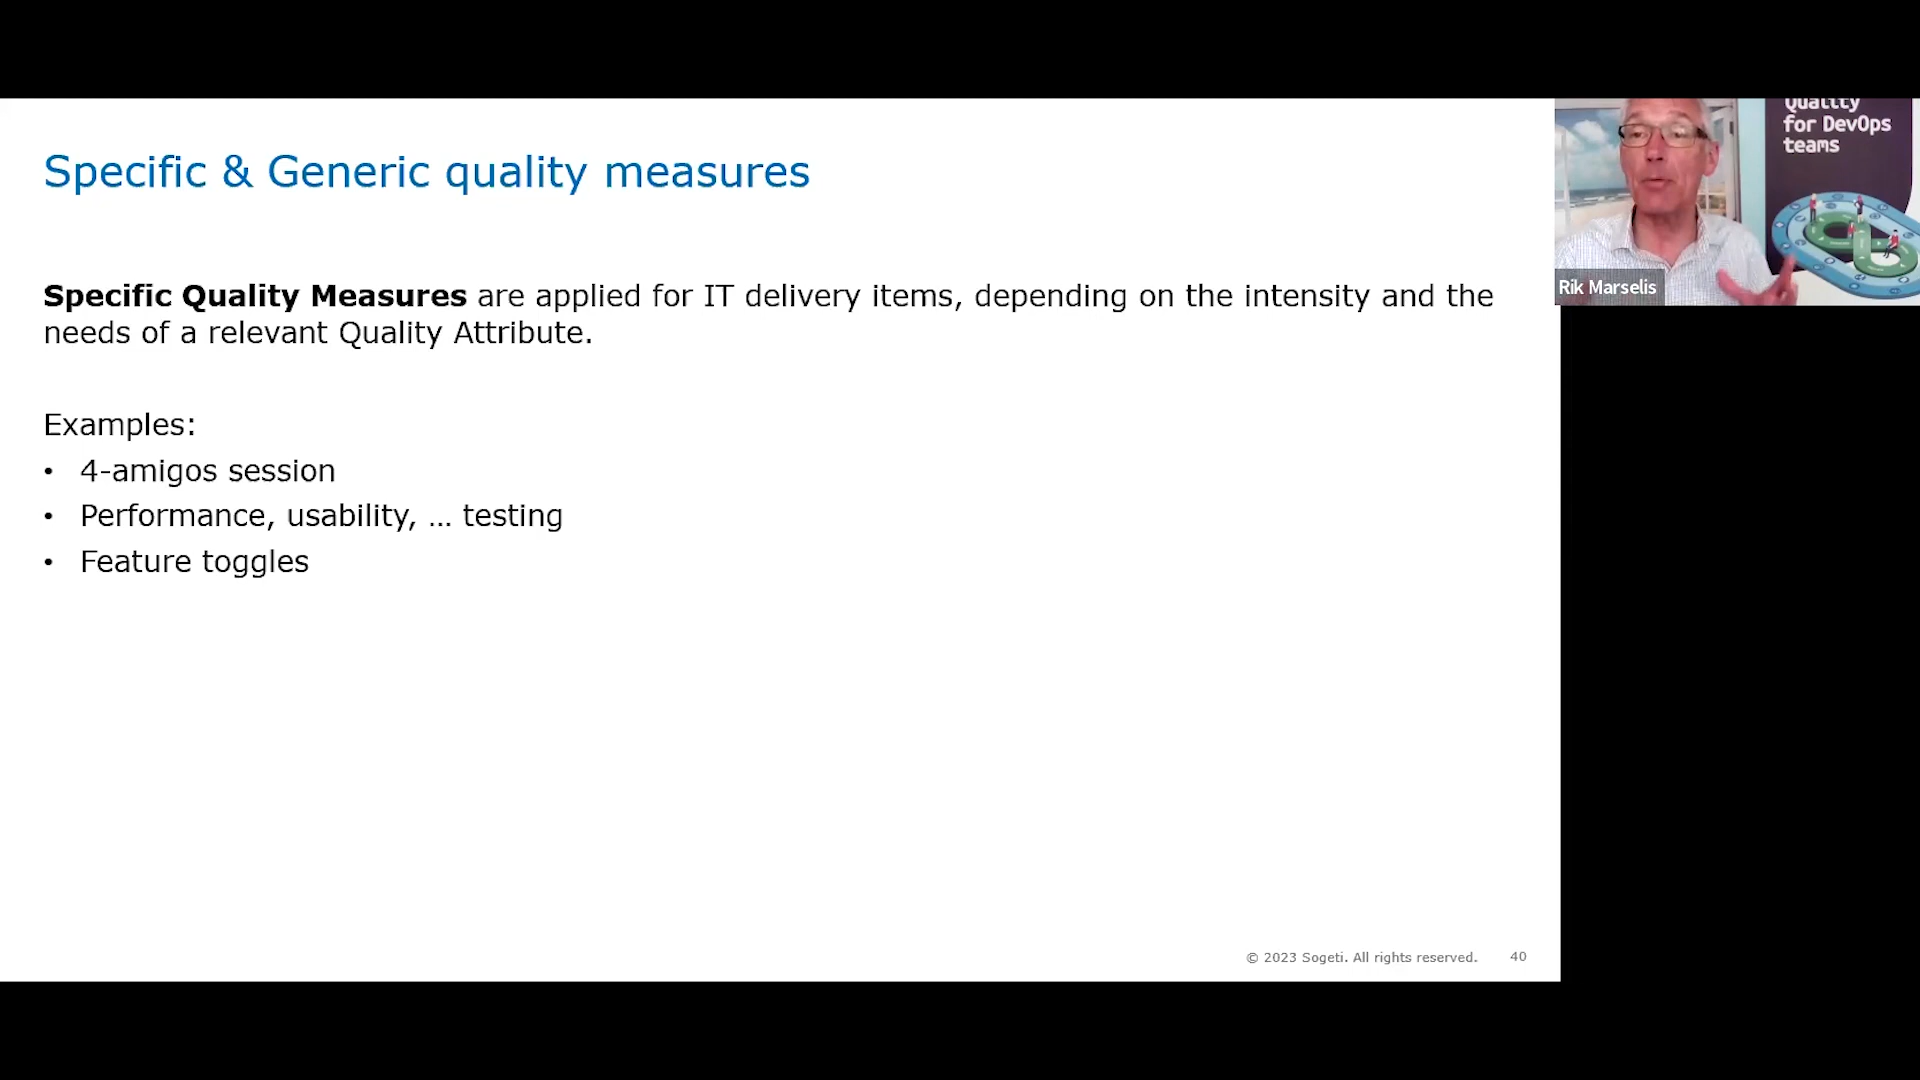 Specific & Generic quality measures
Specific Quality Measures are applied for IT delivery items, depending on the intensity and the
needs of a relevant Quality Attribute.
Examples:
• 4-amigos session
• Performance, usability, ... testing
• Feature toggles
© 2023 Sogeti. All rights reserved. 40
Quality
for DevOps
teams
Rik Marselis